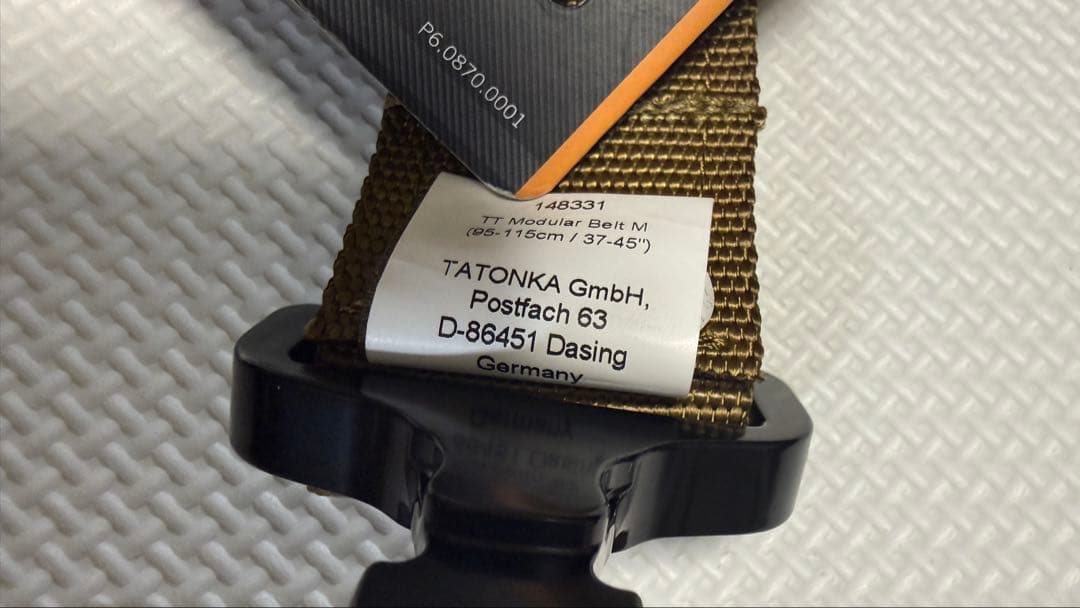 P6.0870.0001
148331
TT Modular Belt M
(95-115cm / 37-45")
TATONKA GmbH,
Postfach 63
D-86451 Dasing
Germany